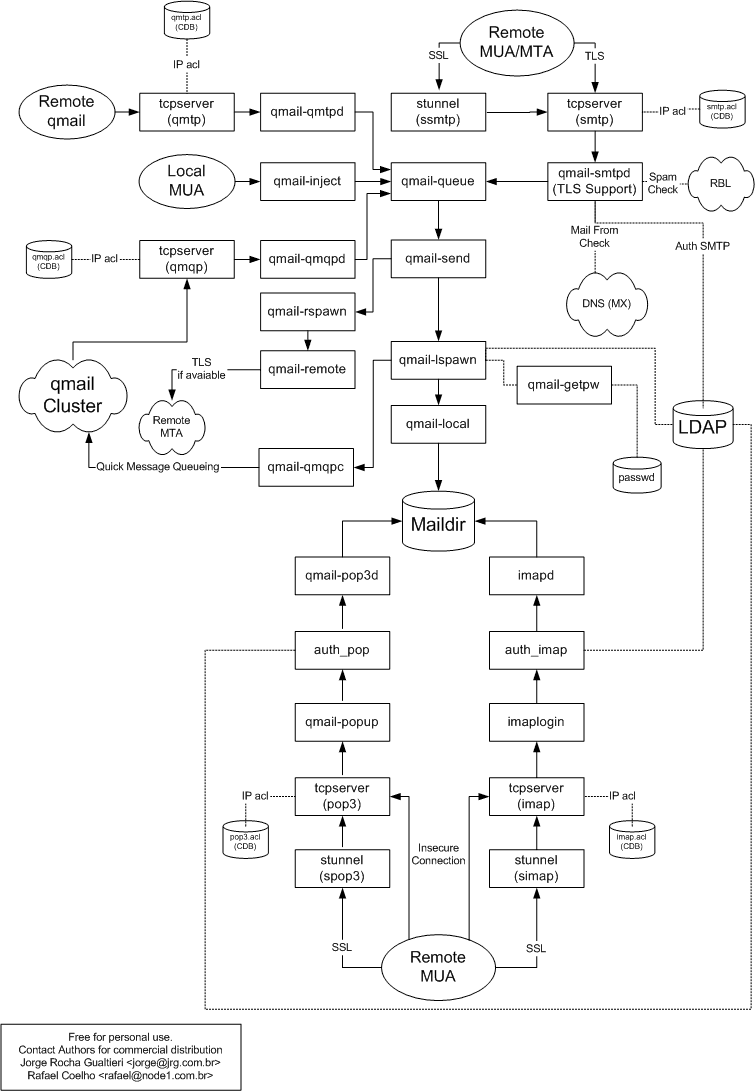 qmtp.acl
(CDB)
IP acl
Remote
MUA/MTA
SSL
TLS
Remote
qmail
tcpserver
(qmtp)
qmail-qmtpd
stunnel
(ssmtp)
tcpserver
(smtp)
IP acl
smtp.acl
(CDB)
Local
MUA
qmail-inject
qmail-queue
qmail-smtpd
(TLS Support)
Spam
Check
RBL
qmqp.acl
(CDB)
IP acl
tcpserver
(qmqp)
qmail-qmqpd
qmail-send
Mail From
Check
Auth SMTP
DNS (MX)
qmail-rspawn
qmail-remote
TLS
if avaiable
qmail-lspawn
qmail-getpw
qmail
Cluster
Remote
MTA
qmail-local
LDAP
Quick Message Queueing
qmail-qmqpc
passwd
Maildir
qmail-pop3d
imapd
auth_pop
auth_imap
qmail-popup
imaplogin
IP acl
tcpserver
(pop3)
tcpserver
(imap)
IP acl
pop3.acl
(CDB)
imap.acl
(CDB)
Insecure
Connection
stunnel
(spop3)
stunnel
(simap)
SSL
SSL
Remote
MUA
Free for personal use.
Contact Authors for commercial distribution
Jorge Rocha Gualtieri <jorge@jrg.com.br>
Rafael Coelho <rafael@node1.com.br>